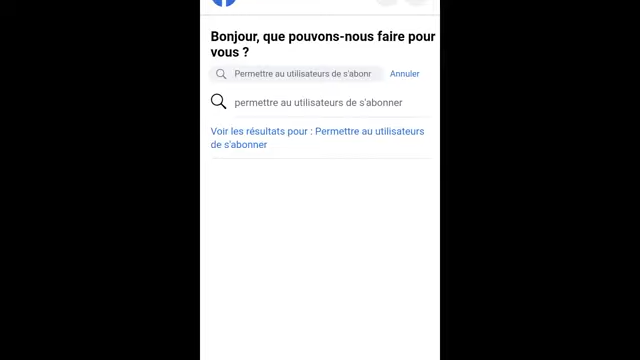 Bonjour, que pouvons-nous faire pour
vous ?
Permettre au utilisateurs de s'abonr
Annuler
permettre au utilisateurs de s'abonner
Voir les résultats pour : Permettre au utilisateurs
de s'abonner